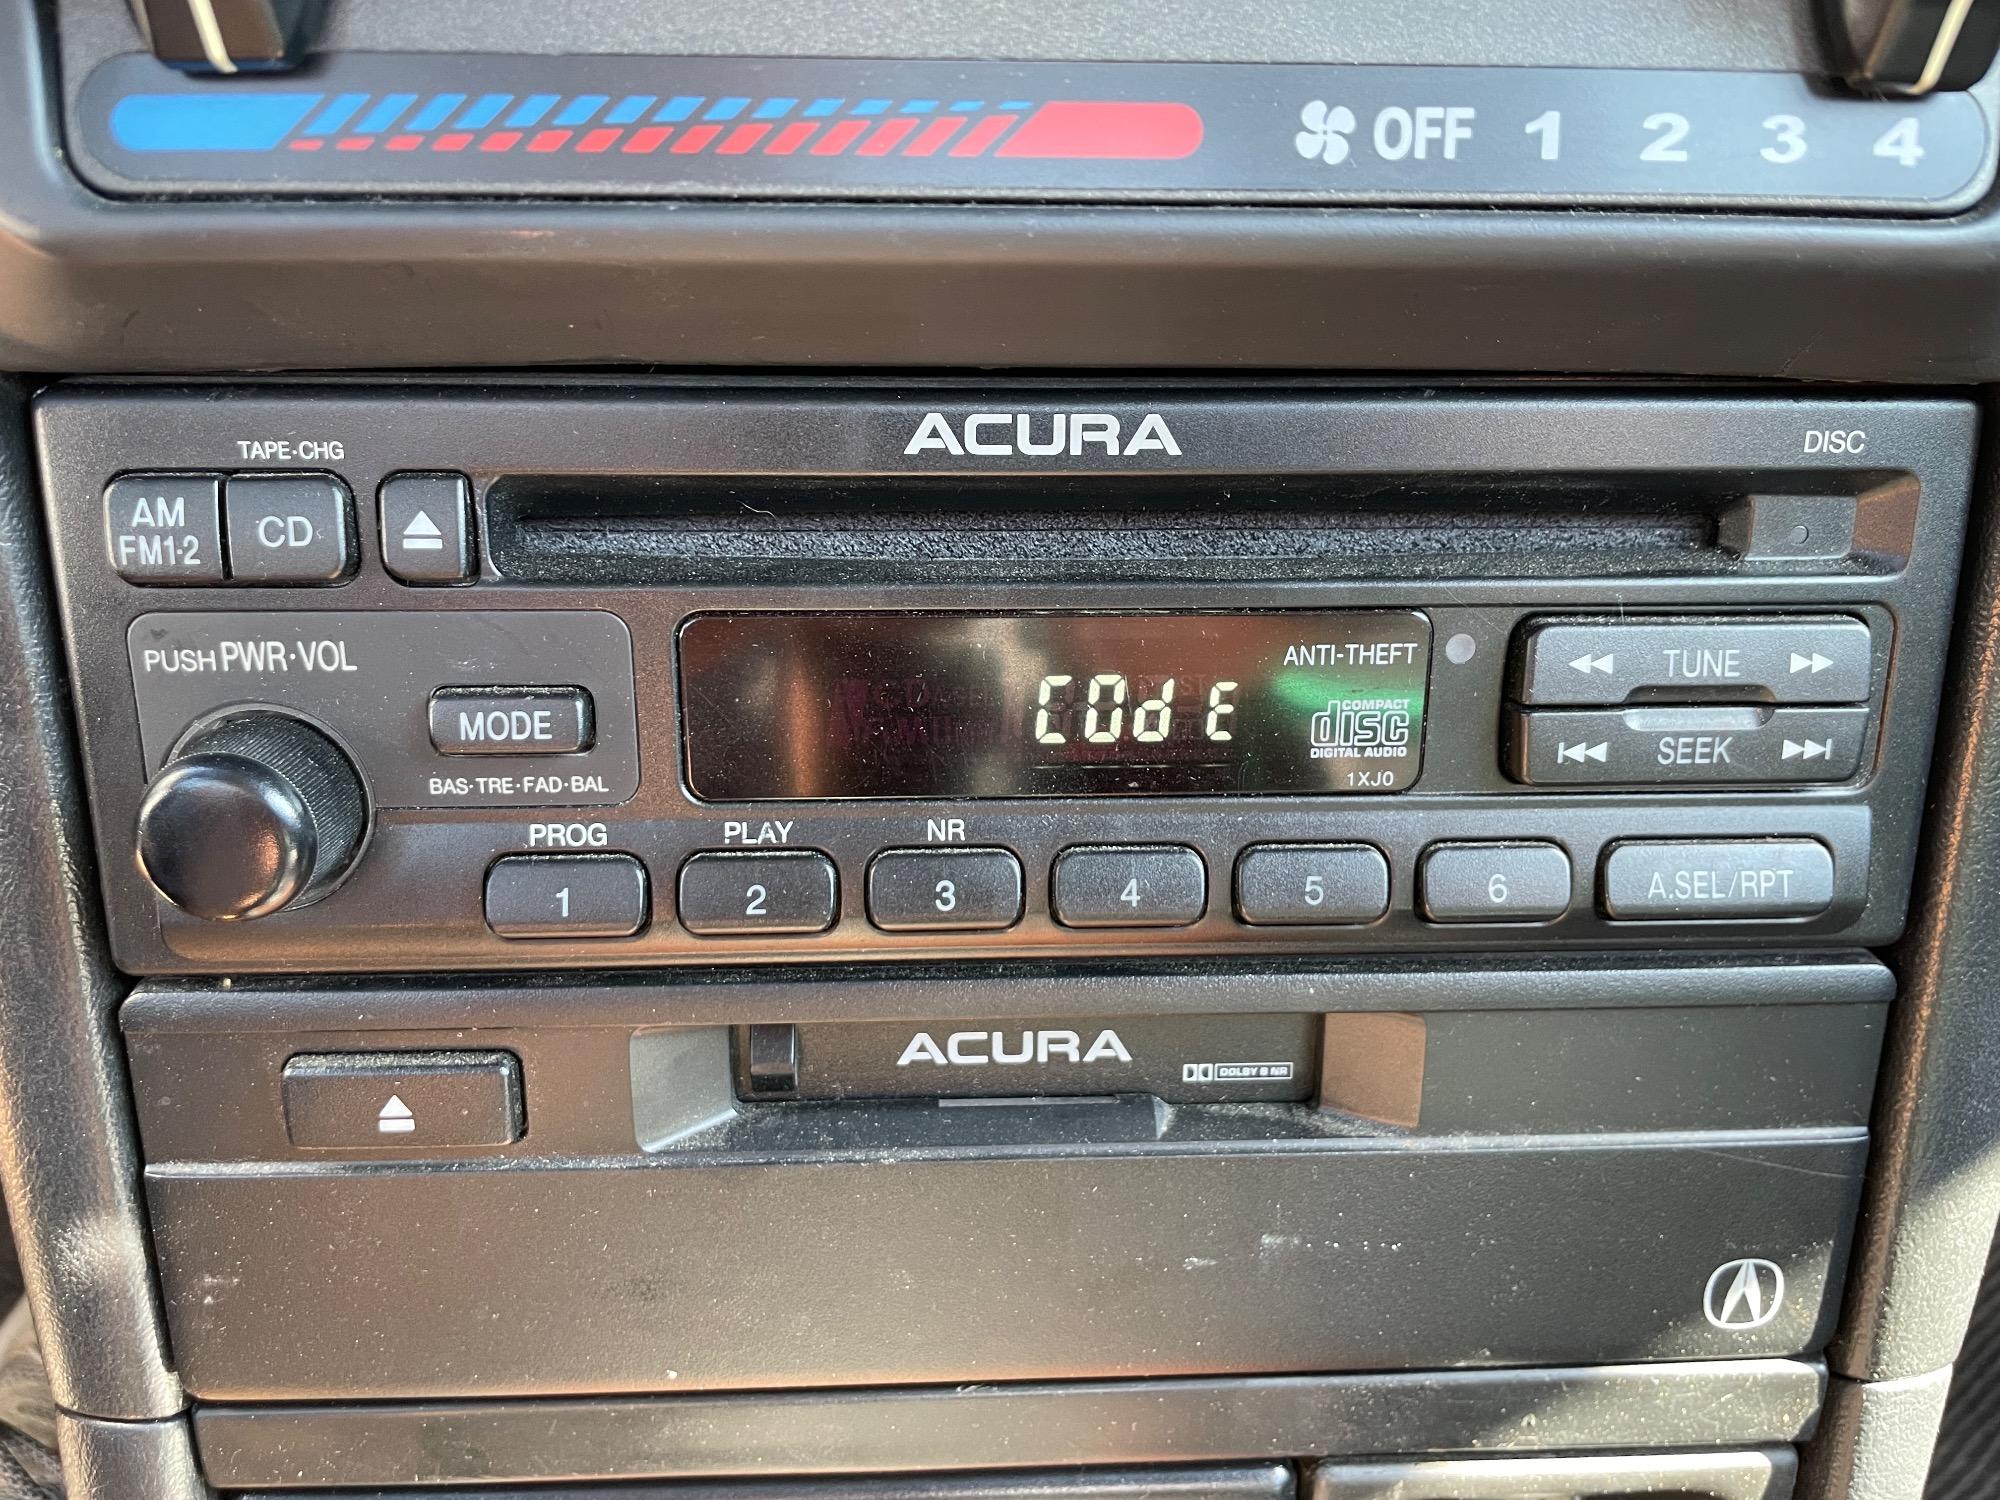 OFF 1 2 3 4
ACURA
DISC
TAPE·CHG
AM
FM1·2
CD
PUSH PWR·VOL
MODE
BAS·TRE·FAD·BAL
COdE
ANTI-THEFT
COMPACT
disc
DIGITAL AUDIO
1XJ0
TUNE
SEEK
PROG PLAY NR
1 2 3 4 5 6 A.SEL/RPT
ACURA
DOLBY B NR